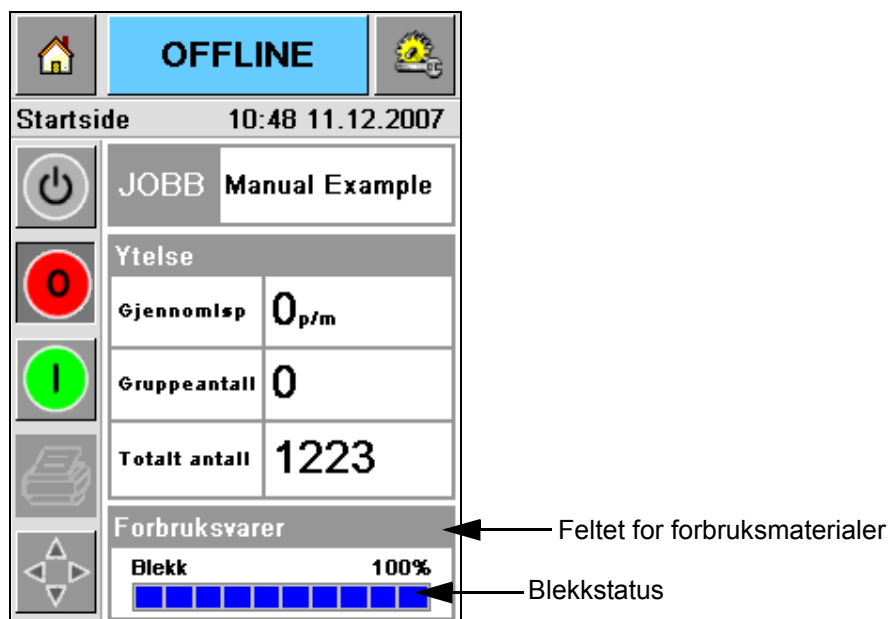 OFFLINE
Startside 10:48 11.12.2007
JOBB Manual Example
Ytelse
Gjennomløp 0p/m
Gruppeantall 0
Totalt antall 1223
Forbruksvarer
Feltet for forbruksmaterialer
Blekk 100%
Blekkstatus